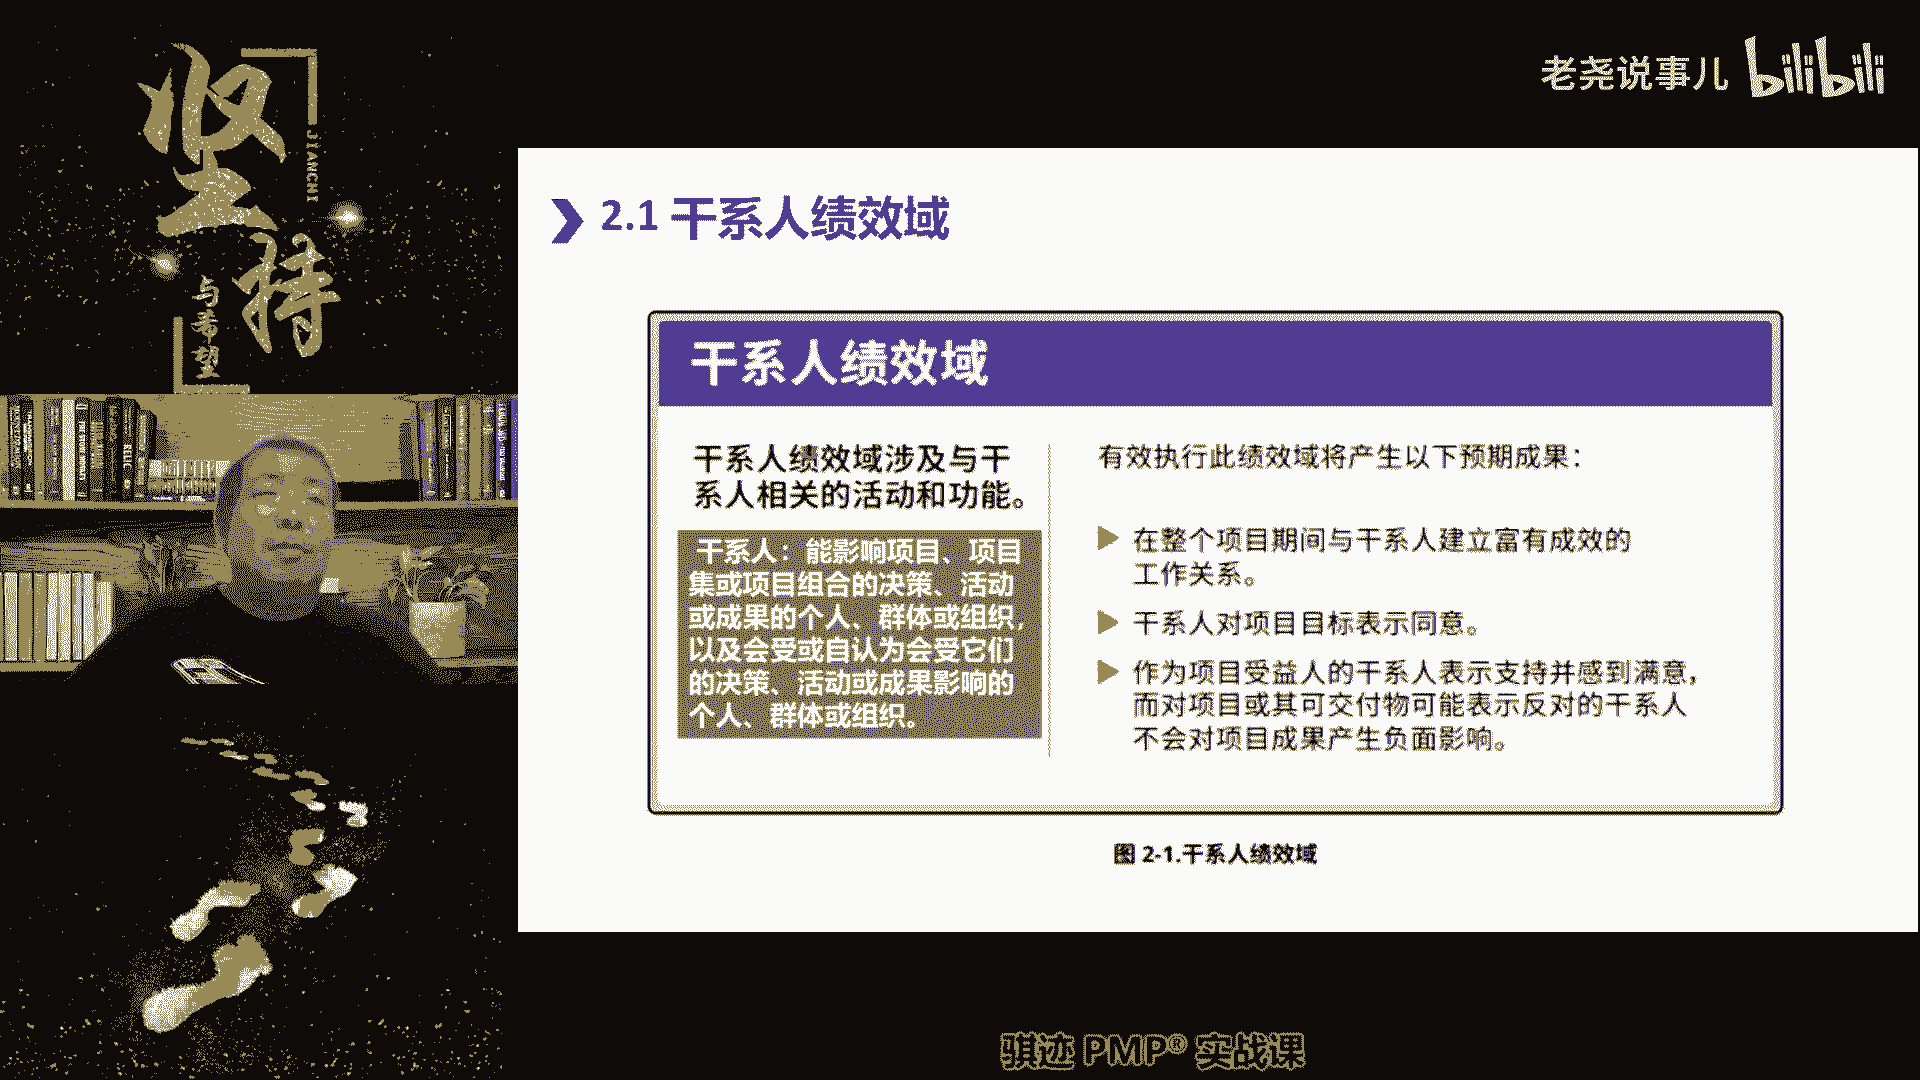 坚持
JIANCHI
与希望
老尧说事儿 bilibili
2.1 干系人绩效域
干系人绩效域
干系人绩效域涉及与干
系人相关的活动和功能。
干系人：能影响项目、项目
集或项目组合的决策、活动
或成果的个人、群体或组织，
以及会受或自认为会受它们
的决策、活动或成果影响的
个人、群体或组织。
有效执行此绩效域将产生以下预期成果：
在整个项目期间与干系人建立富有成效的
工作关系。
干系人对项目目标表示同意。
作为项目受益人的干系人表示支持并感到满意，
而对项目或其可交付物可能表示反对的干系人
不会对项目成果产生负面影响。
图 2-1.干系人绩效域
骐迹 PMP® 实战课